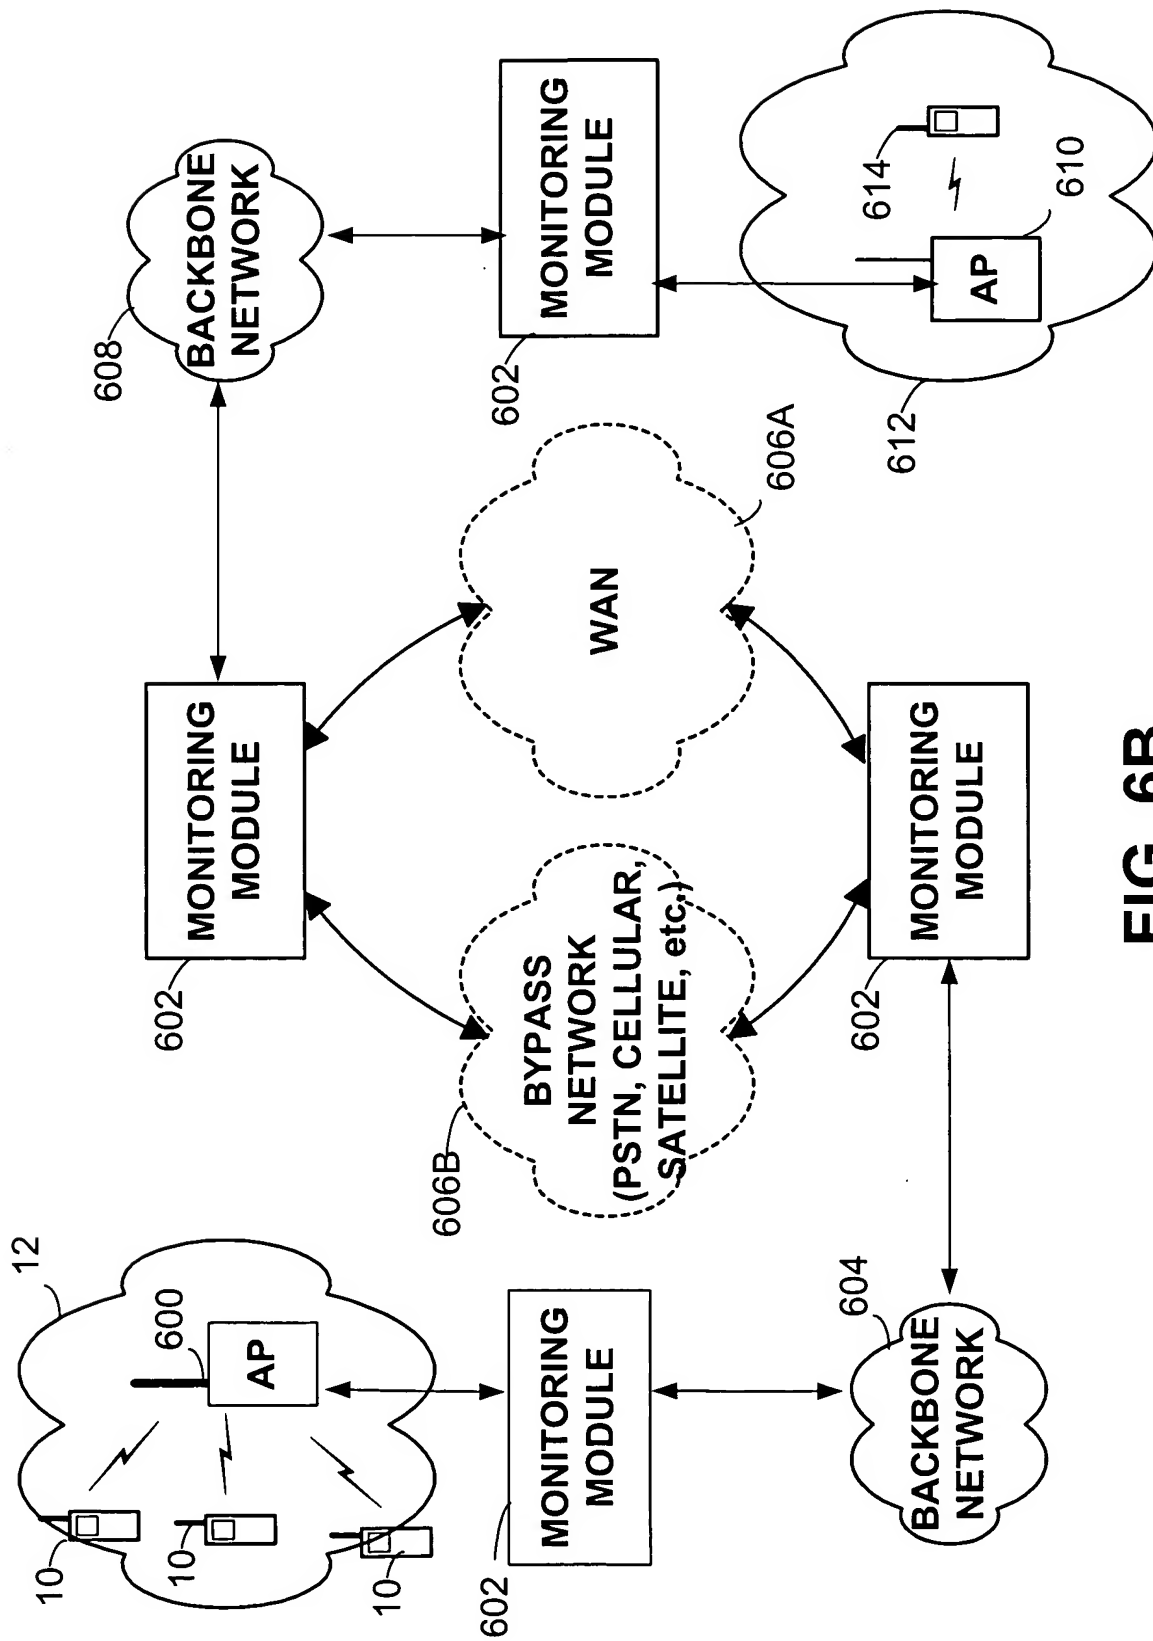 12
600
AP
10
10
10
MONITORING
MODULE
602
604
BACKBONE
NETWORK
606B
BYPASS
NETWORK
(PSTN, CELLULAR,
SATELLITE, etc.)
602
MONITORING
MODULE
602
MONITORING
MODULE
WAN
606A
608
BACKBONE
NETWORK
602
MONITORING
MODULE
614
610
AP
612
FIG. 6B